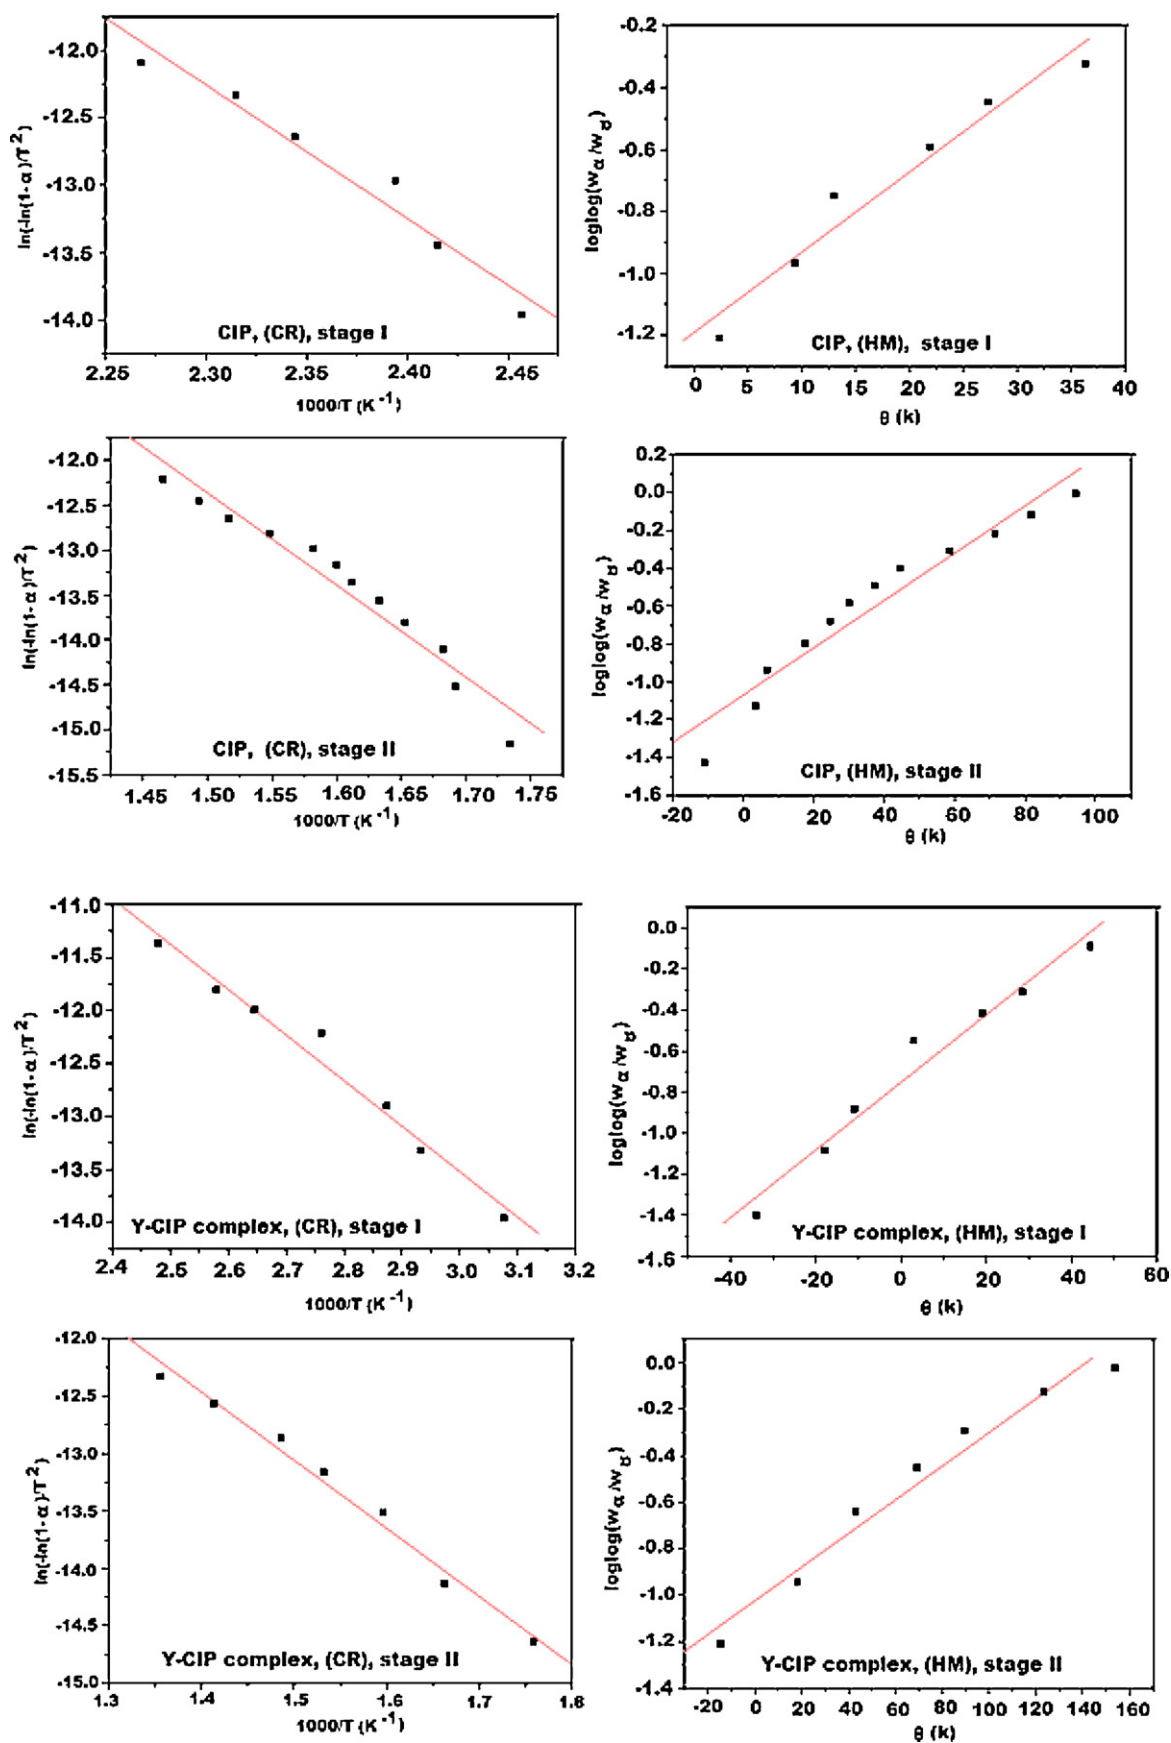 -12.0
-12.5
-13.0
-13.5
-14.0
ln(-ln(1-α)/T²)
CIP, (CR), stage I
2.25 2.30 2.35 2.40 2.45
1000/T (K⁻¹)
-0.2
-0.4
-0.6
-0.8
-1.0
-1.2
loglog(wα/wɣ)
CIP, (HM), stage I
0 5 10 15 20 25 30 35 40
θ (k)
-12.0
-12.5
-13.0
-13.5
-14.0
-14.5
-15.0
-15.5
ln(-ln(1-α)/T²)
CIP, (CR), stage II
1.45 1.50 1.55 1.60 1.65 1.70 1.75
1000/T (K⁻¹)
0.2
0.0
-0.2
-0.4
-0.6
-0.8
-1.0
-1.2
-1.4
-1.6
loglog(wα/wɣ)
CIP, (HM), stage II
-20 0 20 40 60 80 100
θ (k)
-11.0
-11.5
-12.0
-12.5
-13.0
-13.5
-14.0
ln(-ln(1-α)/T²)
Y-CIP complex, (CR), stage I
2.4 2.5 2.6 2.7 2.8 2.9 3.0 3.1 3.2
1000/T (K⁻¹)
0.0
-0.2
-0.4
-0.6
-0.8
-1.0
-1.2
-1.4
-1.6
loglog(wα/wɣ)
Y-CIP complex, (HM), stage I
-40 -20 0 20 40 60
θ (k)
-12.0
-12.5
-13.0
-13.5
-14.0
-14.5
-15.0
ln(-ln(1-α)/T²)
Y-CIP complex, (CR), stage II
1.3 1.4 1.5 1.6 1.7 1.8
1000/T (K⁻¹)
0.0
-0.2
-0.4
-0.6
-0.8
-1.0
-1.2
-1.4
loglog(wα/wɣ)
Y-CIP complex, (HM), stage II
-20 0 20 40 60 80 100 120 140 160
θ (k)